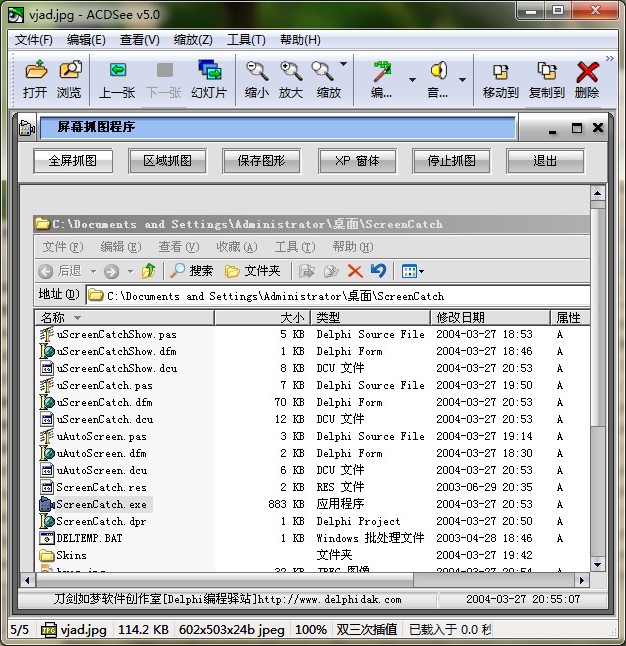 vjad.jpg - ACDSee v5.0
文件(F) 编辑(E) 查看(V) 缩放(Z) 工具(T) 帮助(H)
打开 浏览 上一张 下一张 幻灯片 缩小 放大 缩放 编... 音... 移动到 复制到 删除
屏幕抓图程序
全屏抓图 区域抓图 保存图形 XP 窗体 停止抓图 退出
C:\Documents and Settings\Administrator\桌面\ScreenCatch
文件(F) 编辑(E) 查看(V) 收藏(A) 工具(T) 帮助(H)
后退 搜索 文件夹
地址(D) C:\Documents and Settings\Administrator\桌面\ScreenCatch
名称 大小 类型 修改日期 属性
uScreenCatchShow.pas 5 KB Delphi Source File 2004-03-27 18:53 A
uScreenCatchShow.dfm 1 KB Delphi Form 2004-03-27 18:46 A
uScreenCatchShow.dcu 8 KB DCU 文件 2004-03-27 20:53 A
uScreenCatch.pas 7 KB Delphi Source File 2004-03-27 19:50 A
uScreenCatch.dfm 70 KB Delphi Form 2004-03-27 20:53 A
uScreenCatch.dcu 12 KB DCU 文件 2004-03-27 20:53 A
uAutoScreen.pas 3 KB Delphi Source File 2004-03-27 19:14 A
uAutoScreen.dfm 2 KB Delphi Form 2004-03-27 18:30 A
uAutoScreen.dcu 6 KB DCU 文件 2004-03-27 20:53 A
ScreenCatch.res 2 KB RES 文件 2003-06-29 20:35 A
ScreenCatch.exe 883 KB 应用程序 2004-03-27 20:53 A
ScreenCatch.dpr 1 KB Delphi Project 2004-03-27 20:50 A
DELTEMP.BAT 1 KB Windows 批处理文件 2003-04-28 18:46 A
Skins 文件夹 2004-03-27 19:42
32 KB JPEG 图像 2004-03-27 20:54 A
刀剑如梦软件创作室[Delphi编程驿站]http://www.delphidak.com 2004-03-27 20:55:07
5/5 vjad.jpg 114.2 KB 602x503x24b jpeg 100% 双三次插值 已载入于 0.0 秒